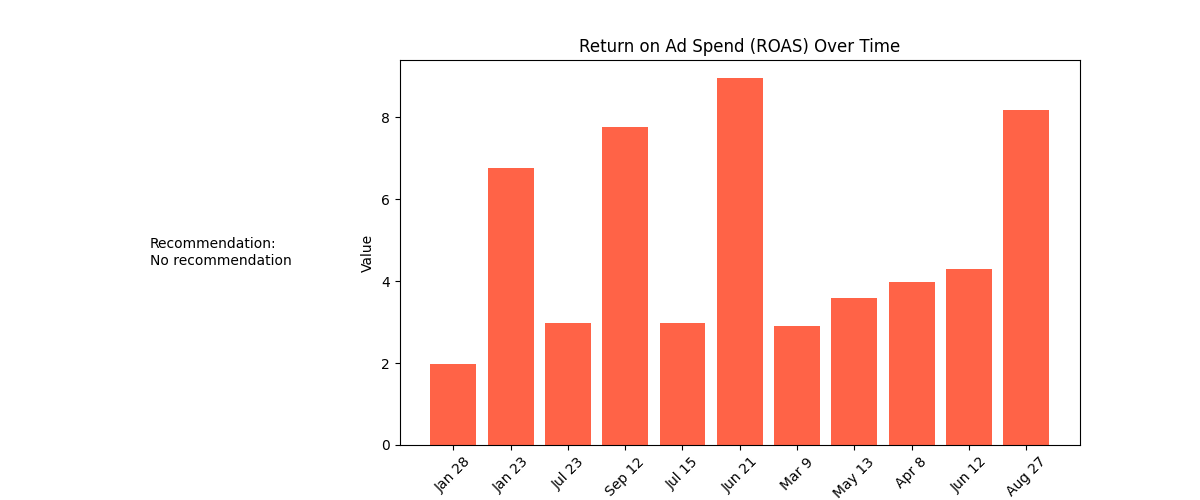 Return on Ad Spend (ROAS) Over Time
Recommendation:
No recommendation
Value
8
6
4
2
0
Jan 28
Jan 23
Jul 23
Sep 12
Jul 15
Jun 21
Mar 9
May 13
Apr 8
Jun 12
Aug 27